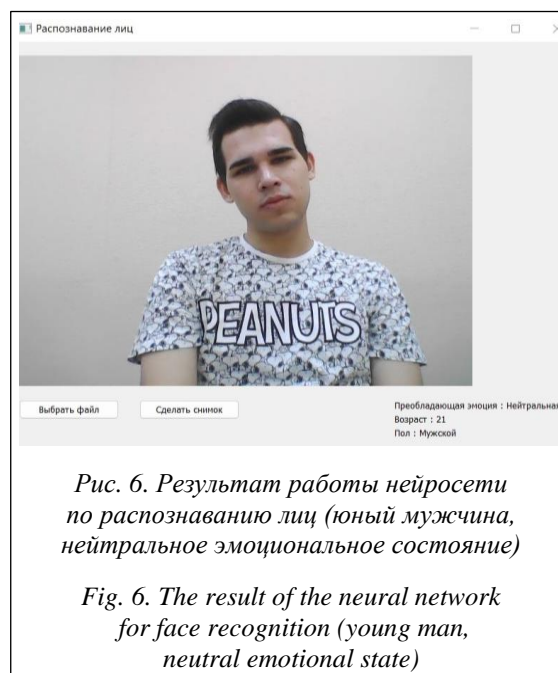 Распознавание лиц
PEANUTS
Выбрать файл
Сделать снимок
Преобладающая эмоция : Нейтральная
Возраст : 21
Пол : Мужской
Рис. 6. Результат работы нейросети
по распознаванию лиц (юный мужчина,
нейтральное эмоциональное состояние)
Fig. 6. The result of the neural network
for face recognition (young man,
neutral emotional state)